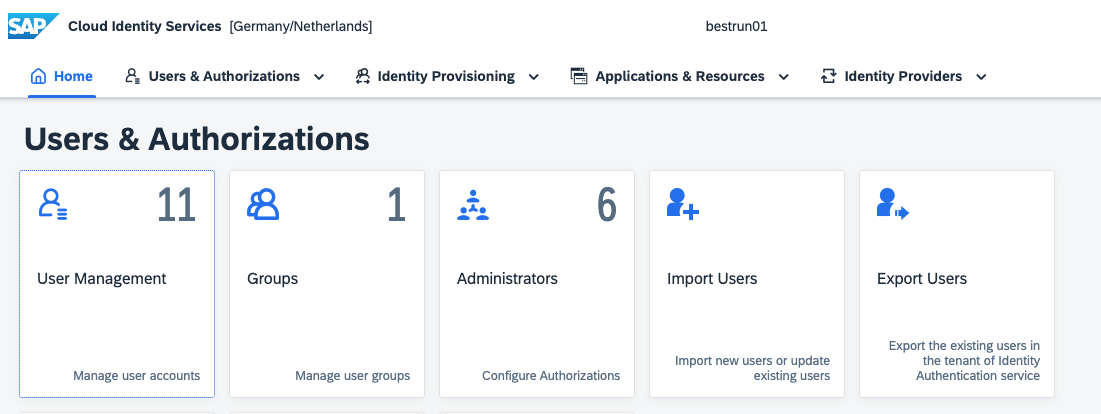 SAP Cloud Identity Services [Germany/Netherlands] bestrun01
Home Users & Authorizations Identity Provisioning Applications & Resources Identity Providers
Users & Authorizations
11
User Management
Manage user accounts
1
Groups
Manage user groups
6
Administrators
Configure Authorizations
Import Users
Import new users or update
existing users
Export Users
Export the existing users in
the tenant of Identity
Authentication service